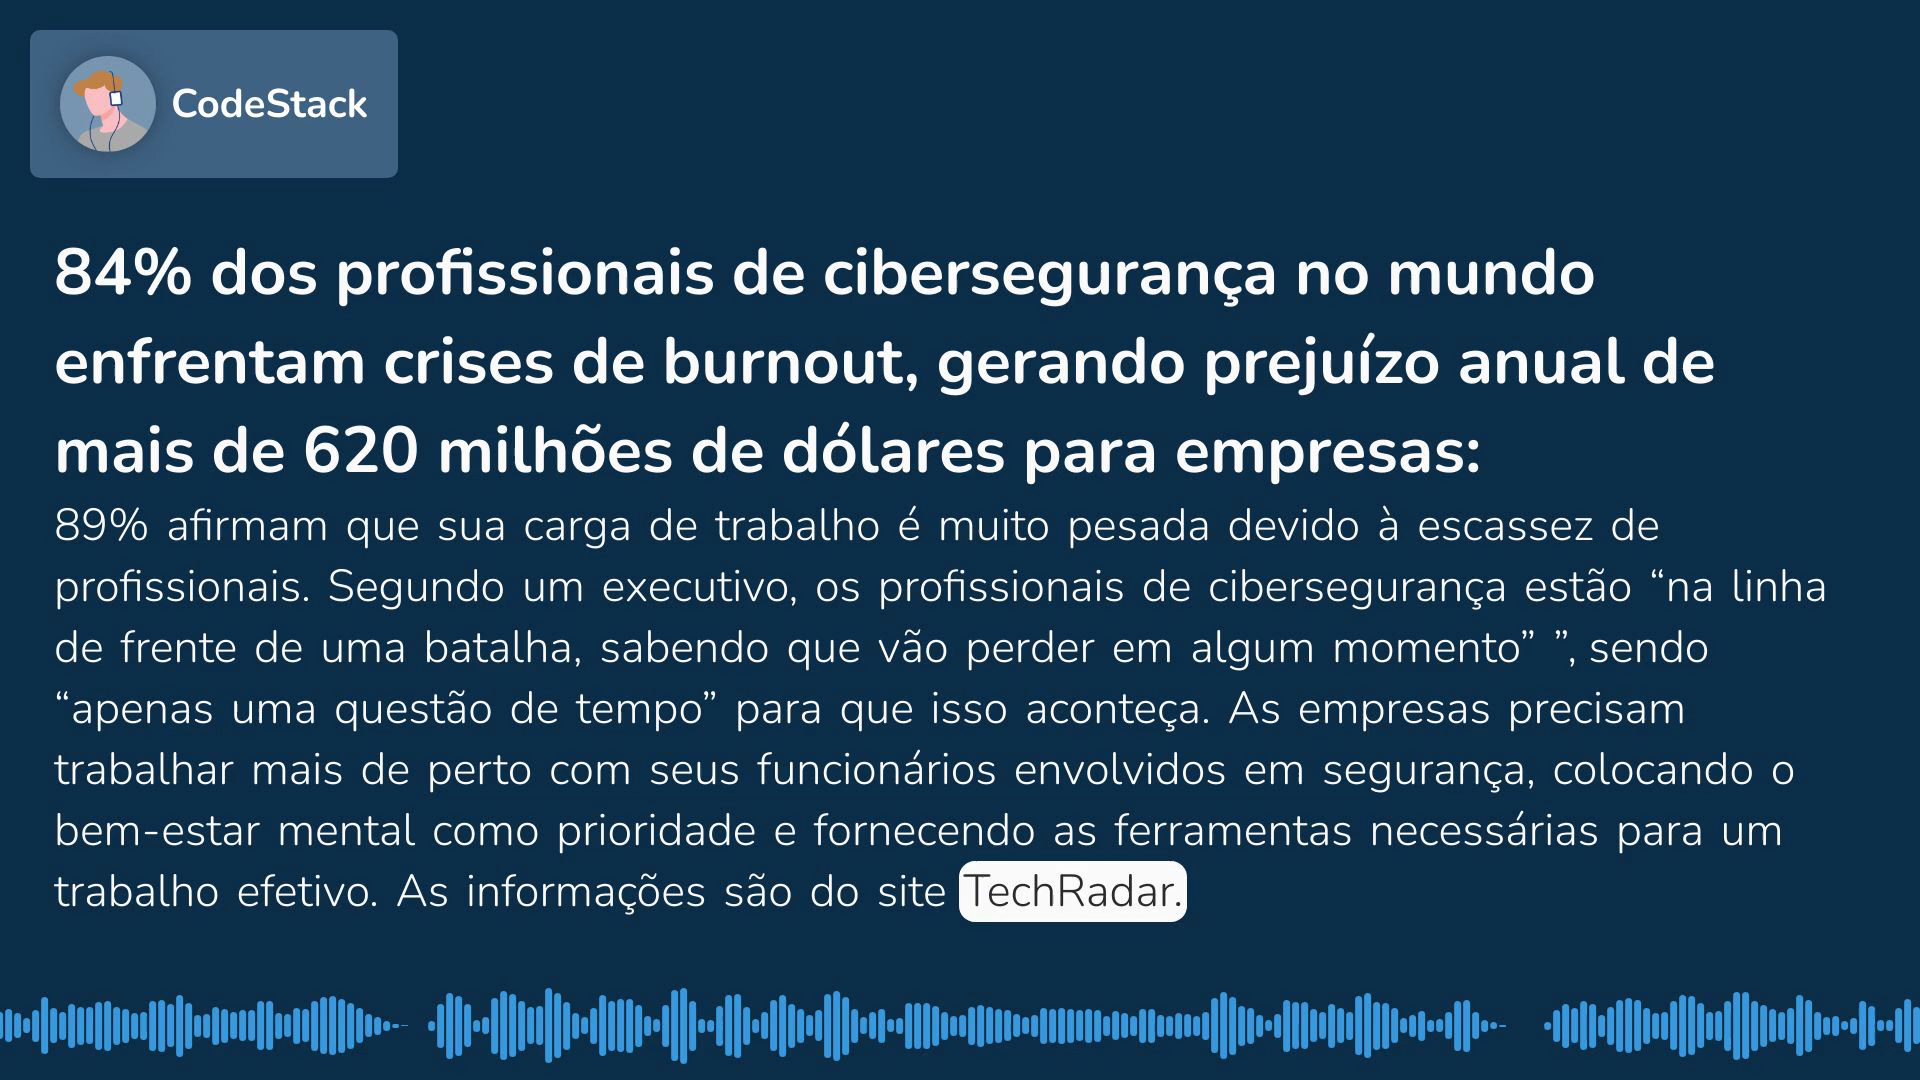 CodeStack
84% dos profissionais de cibersegurança no mundo
enfrentam crises de burnout, gerando prejuízo anual de
mais de 620 milhões de dólares para empresas:
89% afirmam que sua carga de trabalho é muito pesada devido à escassez de
profissionais. Segundo um executivo, os profissionais de cibersegurança estão “na linha
de frente de uma batalha, sabendo que vão perder em algum momento” ”, sendo
“apenas uma questão de tempo” para que isso aconteça. As empresas precisam
trabalhar mais de perto com seus funcionários envolvidos em segurança, colocando o
bem-estar mental como prioridade e fornecendo as ferramentas necessárias para um
trabalho efetivo. As informações são do site TechRadar.